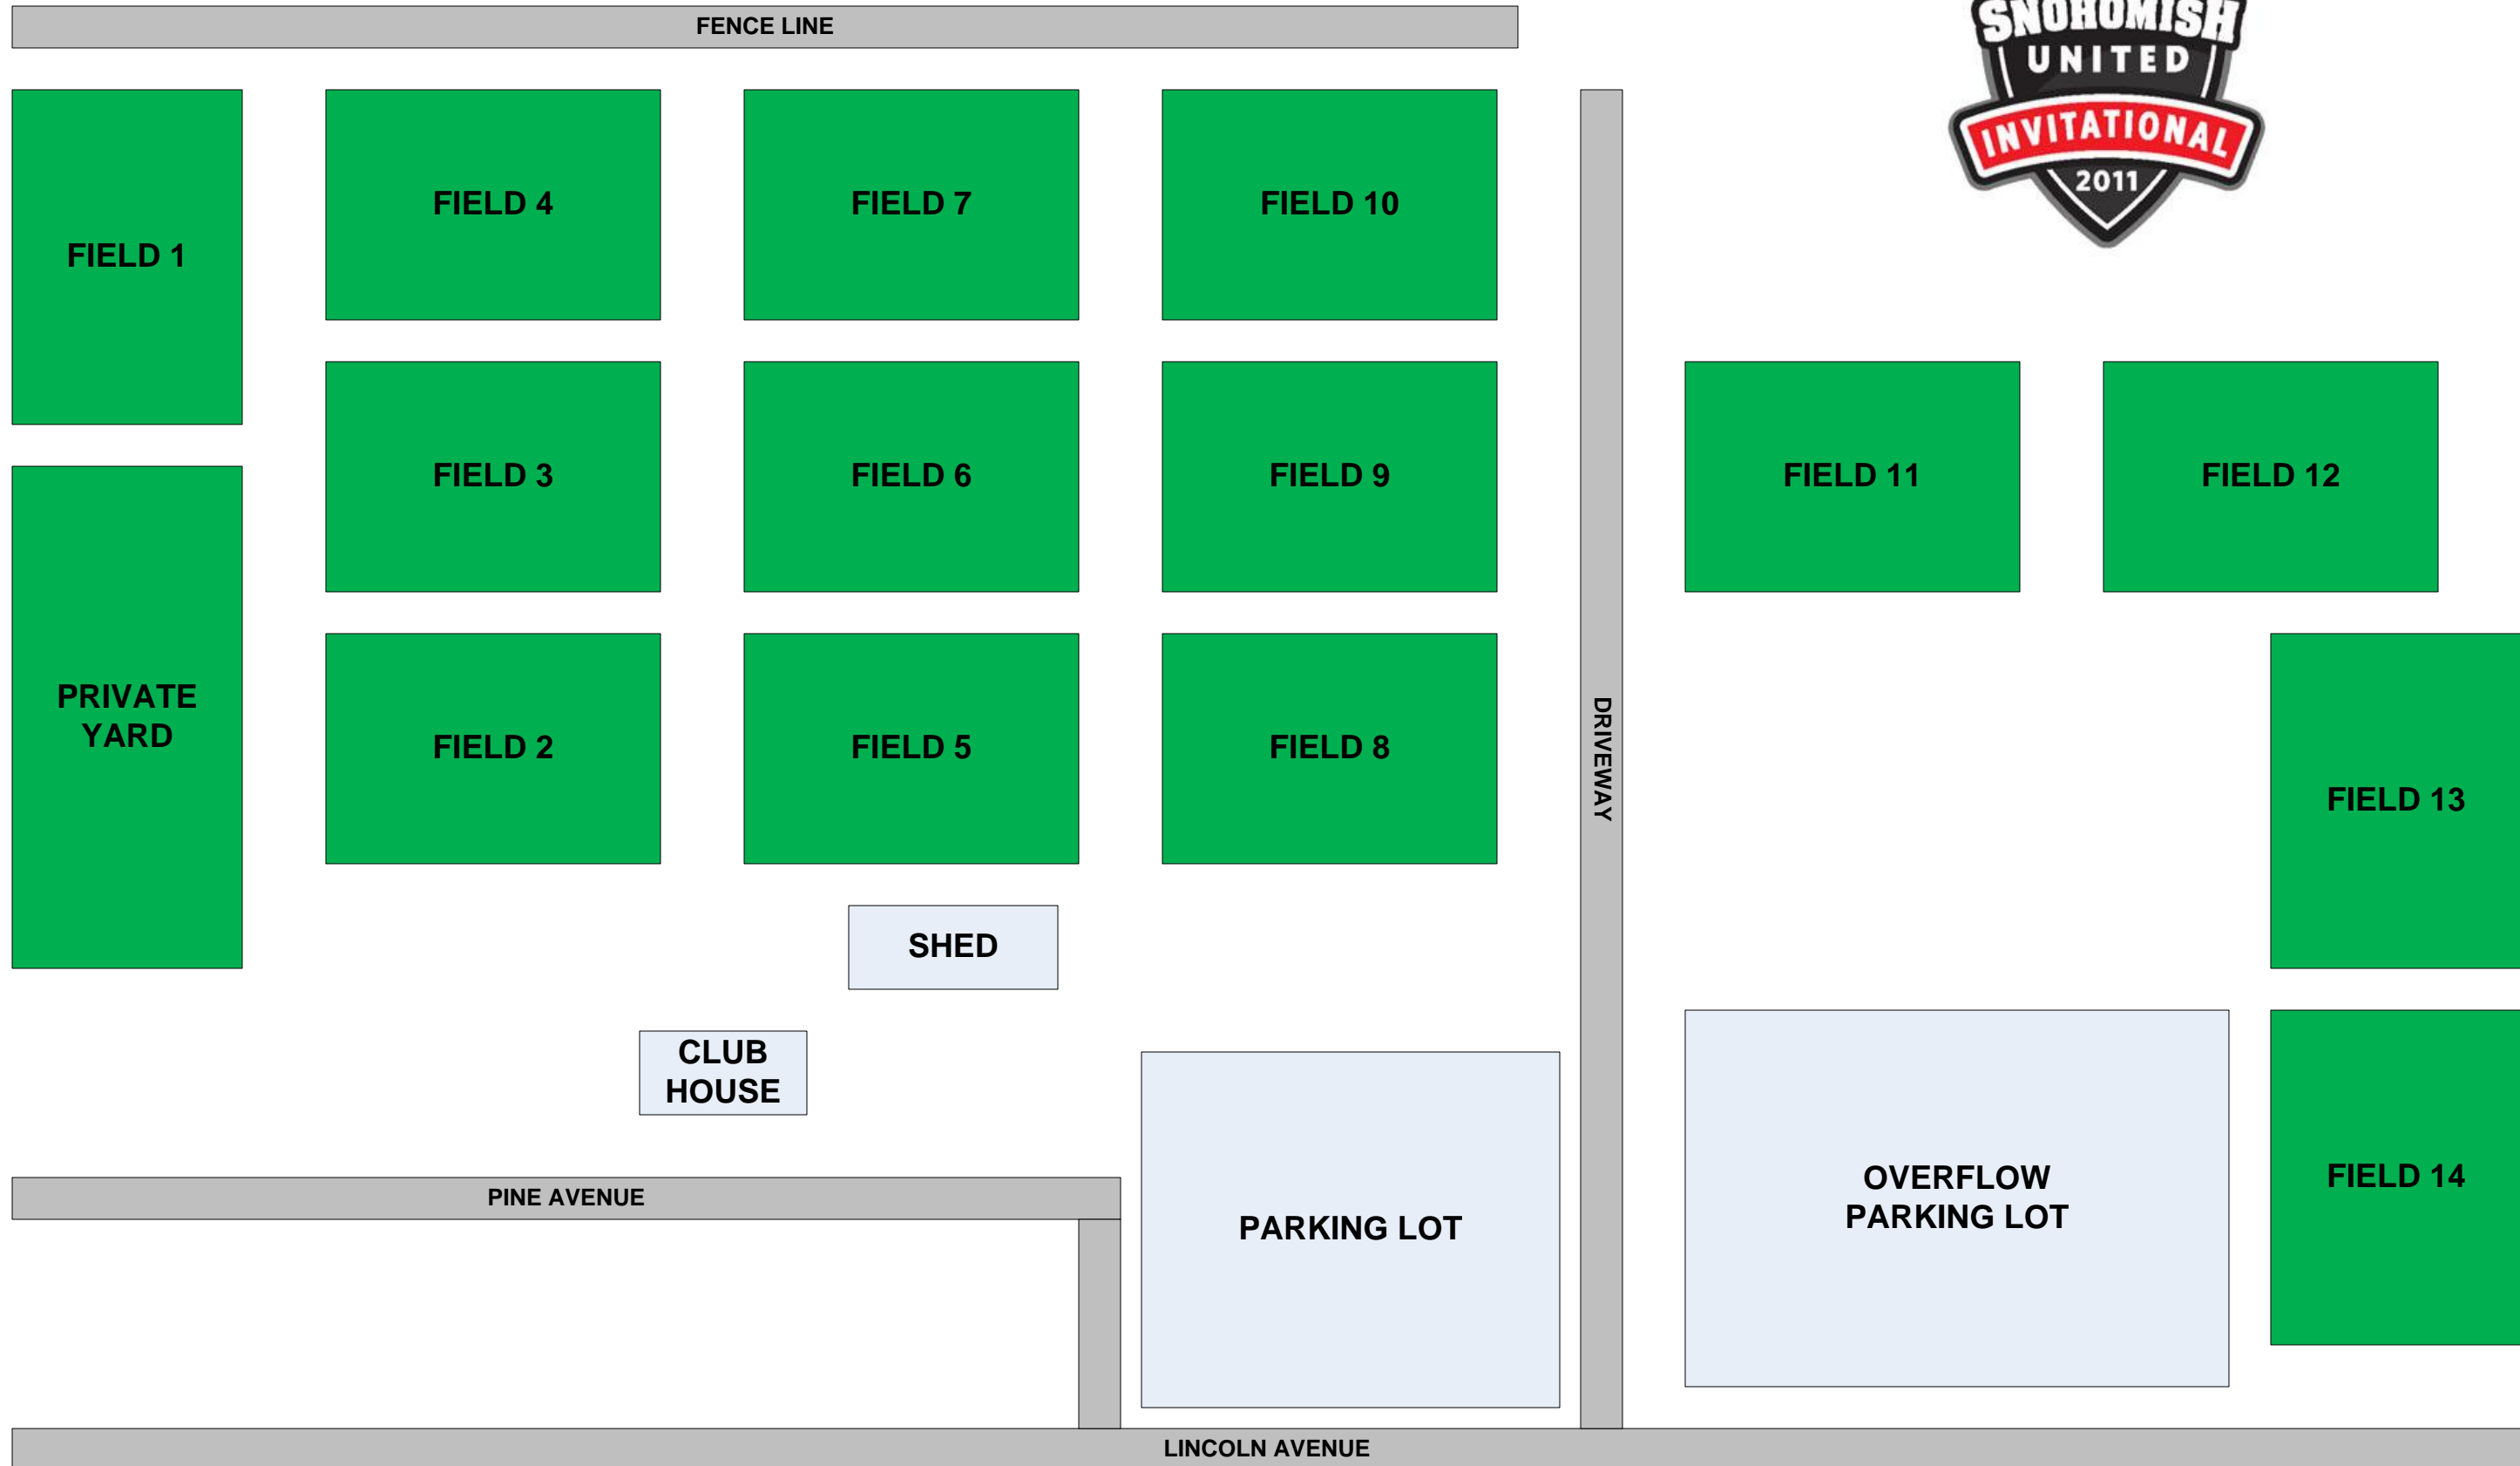 FENCE LINE
SNOHOMISH
UNITED
INVITATIONAL
2011
FIELD 1
FIELD 4
FIELD 7
FIELD 10
FIELD 3
FIELD 6
FIELD 9
FIELD 11
FIELD 12
PRIVATE
YARD
FIELD 2
FIELD 5
FIELD 8
DRIVEWAY
FIELD 13
SHED
CLUB
HOUSE
PARKING LOT
OVERFLOW
PARKING LOT
FIELD 14
PINE AVENUE
LINCOLN AVENUE